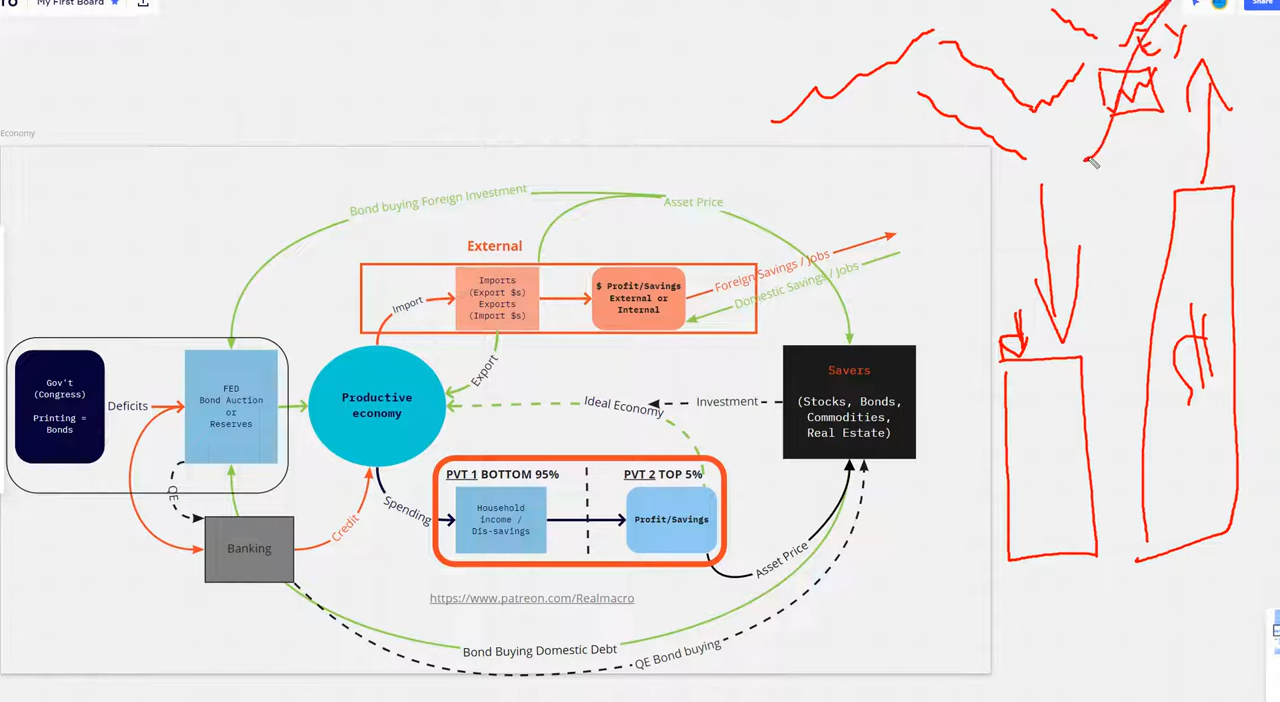 My First Board
Share
Economy
Bond buying Foreign Investment
Asset Price
External
Imports
(Export $s)
Exports
(Import $s)
$ Profit/Savings
External or
Internal
Foreign Savings / Jobs
Domestic Savings / Jobs
Import
Export
Gov't
(Congress)
Printing =
Bonds
Deficits
FED
Bond Auction
or
Reserves
Productive
economy
Ideal Economy
Investment
Savers
(Stocks, Bonds,
Commodities,
Real Estate)
QE
Banking
Credit
Spending
PVT 1 BOTTOM 95%
PVT 2 TOP 5%
Household
income /
Dis-savings
Profit/Savings
Asset Price
https://www.patreon.com/Realmacro
Bond Buying Domestic Debt
QE Bond buying